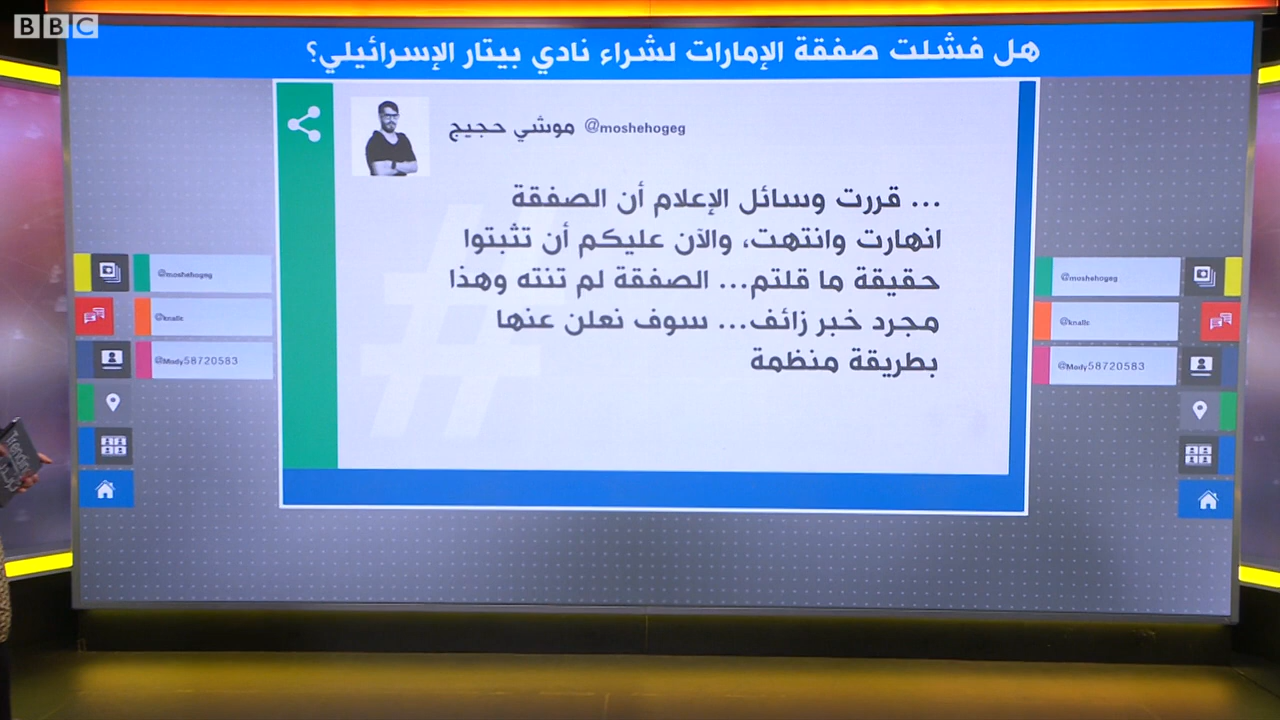 BBC
هل فشلت صفقة الإمارات لشراء نادي بيتار الإسرائيلي؟
موشي حجيج @moshehogeg
... قررت وسائل الإعلام أن الصفقة
انهارت وانتهت، والآن عليكم أن تثبتوا
حقيقة ما قلتم... الصفقة لم تنته وهذا
مجرد خبر زائف... سوف نعلن عنها
بطريقة منظمة
@moshehogeg
@knallc
@Mody58720583
@moshehogeg
@knallc
@Mody58720583